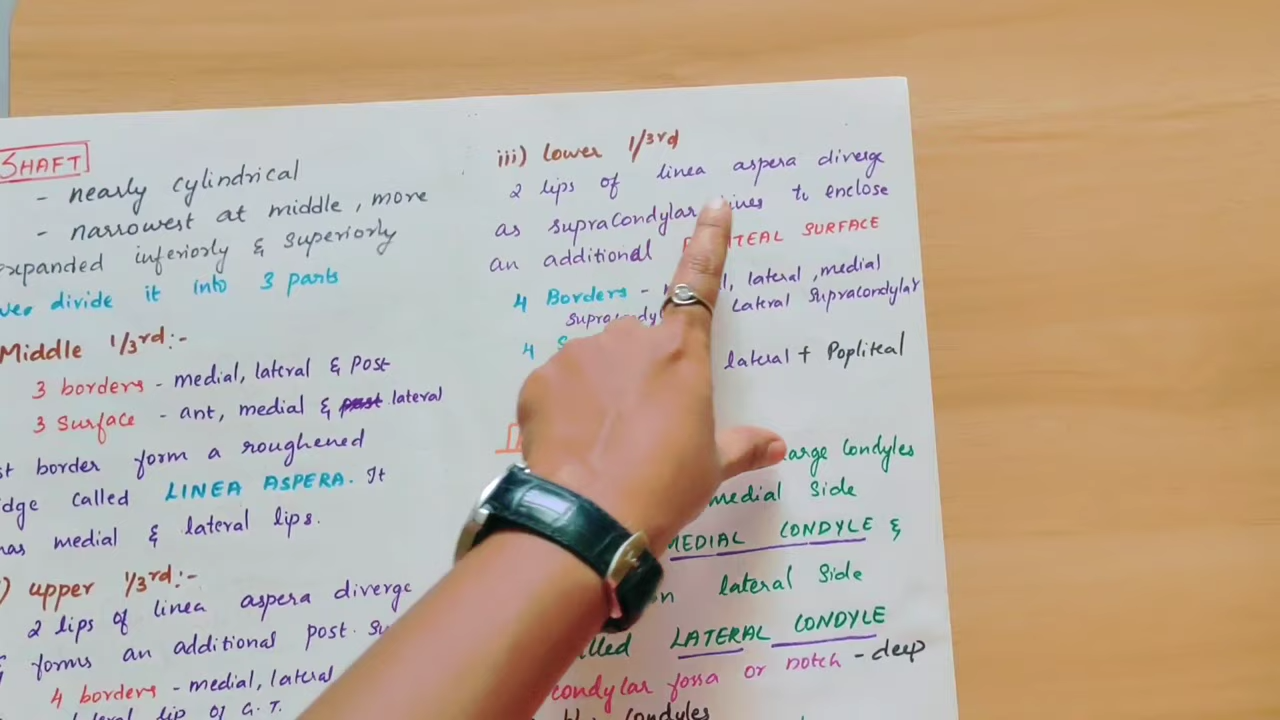 SHAFT
- nearly cylindrical
- narrowest at middle, more
expanded inferiorly & superiorly
divide it into 3 parts
Middle 1/3rd:-
3 borders - medial, lateral & post
3 Surface - ant, medial & post lateral
border form a roughened
called LINEA ASPERA. It
has medial & lateral lips.
upper 1/3rd:-
2 lips of linea aspera diverge
forms an additional post.
4 borders - medial, lateral
lip of G.T.
iii) lower 1/3rd
2 lips of linea aspera diverge
as supracondylar lines to enclose
an additional SURFACE
4 Borders - lateral, medial
Lateral Supracondylar
4 lateral + Popliteal
large Condyles
medial Side
MEDIAL CONDYLE &
on lateral Side
LATERAL CONDYLE
condylar fossa or notch - deep
condyles